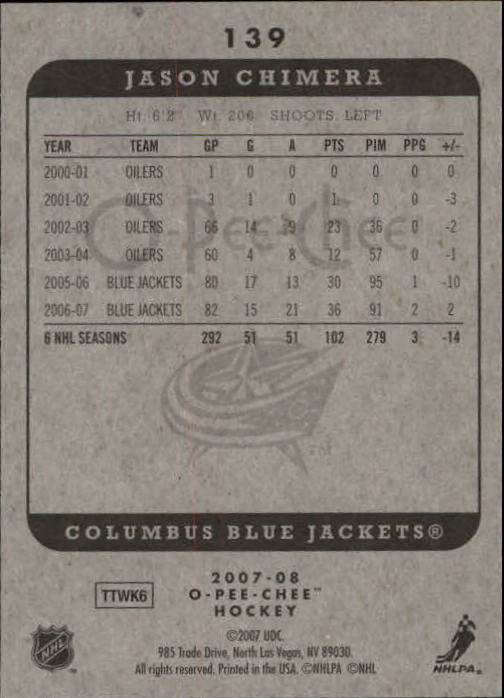 139
JASON CHIMERA
Ht. 6'2" Wt. 206 SHOOTS: LEFT
YEAR TEAM GP G A PTS PIM PPG +/-
2000-01 OILERS 1 0 0 0 0 0 0
2001-02 OILERS 3 1 0 1 0 0 -3
2002-03 OILERS 66 14 9 23 36 0 -2
O-Pee-Chee
2003-04 OILERS 60 4 8 12 57 0 -1
2005-06 BLUE JACKETS 80 17 13 30 95 1 -10
2006-07 BLUE JACKETS 82 15 21 36 91 2 2
6 NHL SEASONS 292 51 51 102 279 3 -14
COLUMBUS BLUE JACKETS®
2007-08
TTWK6 O-PEE-CHEE™
HOCKEY
©2007 UDC.
985 Trade Drive, North Las Vegas, NV 89030.
All rights reserved. Printed in the USA. ©NHLPA ©NHL
NHL
NHLPA